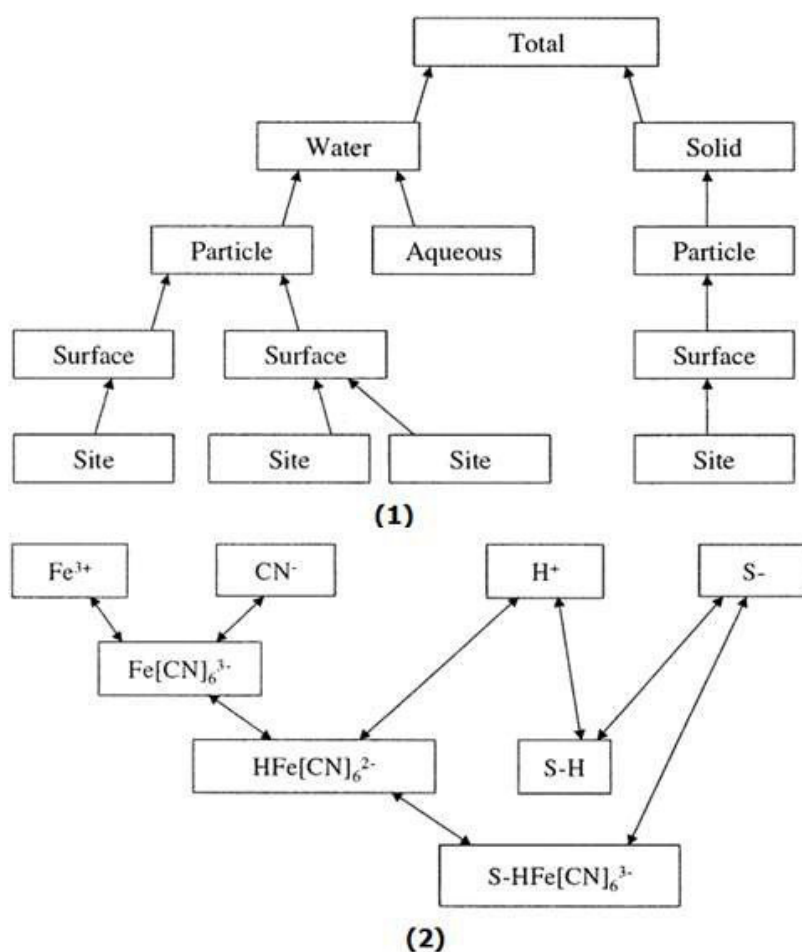 Total
Water Solid
Particle Aqueous Particle
Surface Surface Surface
Site Site Site Site
(1)
Fe³⁺ CN⁻ H⁺ S-
Fe[CN]₆³⁻
HFe[CN]₆²⁻ S-H
S-HFe[CN]₆³⁻
(2)